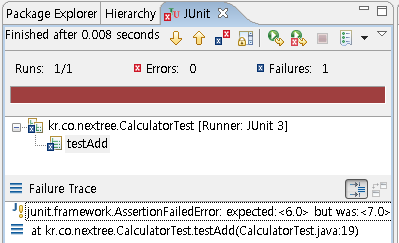 Package Explorer Hierarchy JUnit
Finished after 0.008 seconds
Runs: 1/1 Errors: 0 Failures: 1
kr.co.nextree.CalculatorTest [Runner: JUnit 3]
testAdd
Failure Trace
junit.framework.AssertionFailedError: expected:<6.0> but was:<7.0>
at kr.co.nextree.CalculatorTest.testAdd(CalculatorTest.java:19)